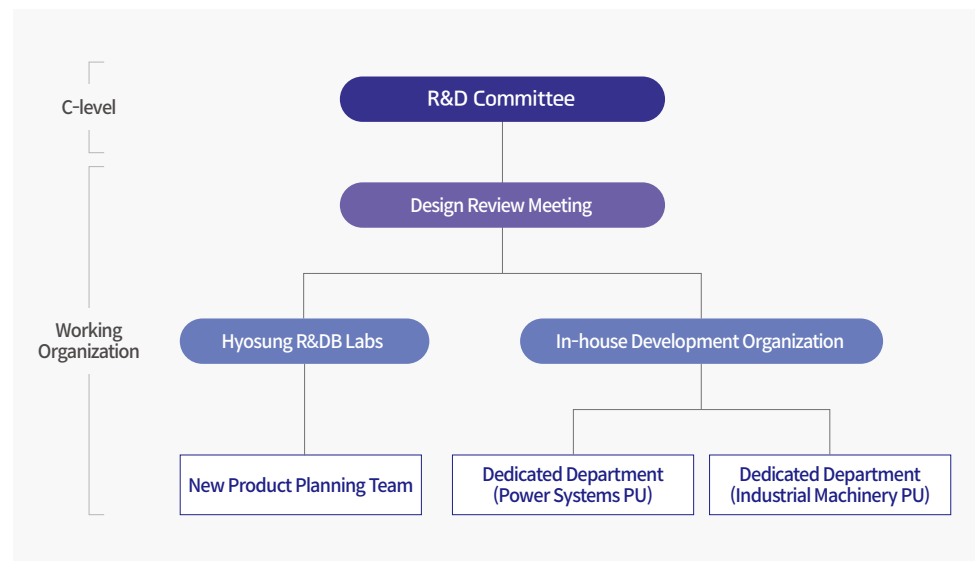 C-level
R&D Committee
Design Review Meeting
Working
Organization
Hyosung R&DB Labs
In-house Development Organization
New Product Planning Team
Dedicated Department
(Power Systems PU)
Dedicated Department
(Industrial Machinery PU)